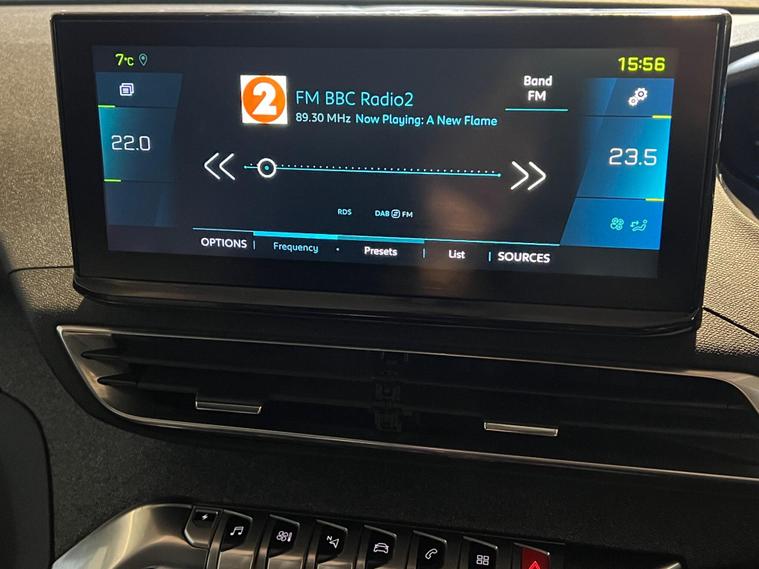 7°C
15:56
2
Band
FM
FM BBC Radio2
89.30 MHz Now Playing: A New Flame
22.0
23.5
RDS DAB FM
OPTIONS Frequency Presets List SOURCES
N